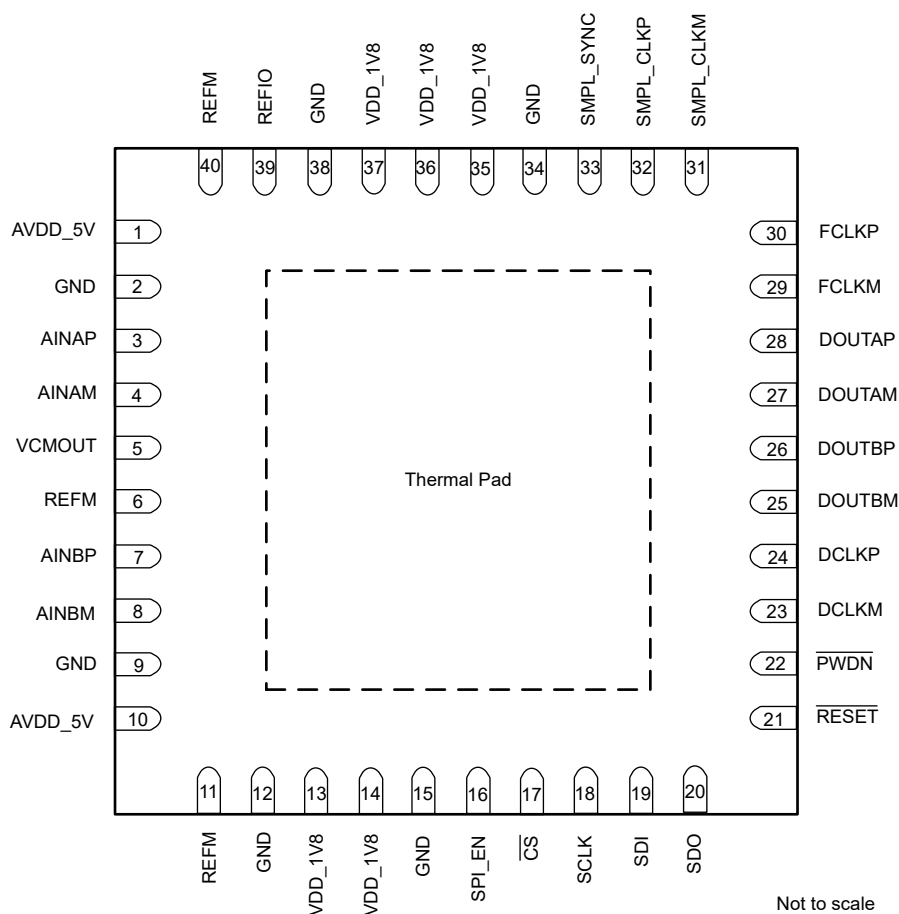 REFM
REFIO
GND
VDD_1V8
VDD_1V8
VDD_1V8
GND
SMPL_SYNC
SMPL_CLKP
SMPL_CLKM
40
39
38
37
36
35
34
33
32
31
AVDD_5V 1
GND 2
AINAP 3
AINAM 4
VCMOUT 5
REFM 6
AINBP 7
AINBM 8
GND 9
AVDD_5V 10
Thermal Pad
30 FCLKP
29 FCLKM
28 DOUTAP
27 DOUTAM
26 DOUTBP
25 DOUTBM
24 DCLKP
23 DCLKM
22 PWDN
21 RESET
11
12
13
14
15
16
17
18
19
20
REFM
GND
VDD_1V8
VDD_1V8
GND
SPI_EN
CS
SCLK
SDI
SDO
Not to scale